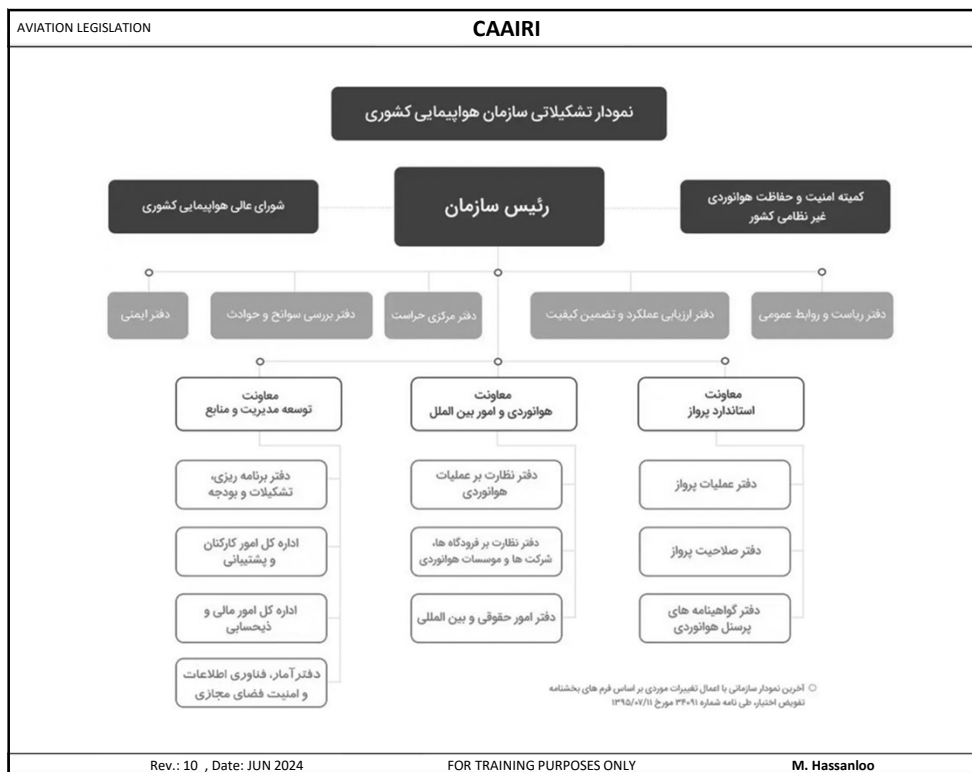 AVIATION LEGISLATION
CAAIRI
نمودار تشکیلاتی سازمان هواپیمایی کشوری
کمیته امنیت و حفاظت هوانوردی
غیر نظامی کشور
رئیس سازمان
شورای عالی هواپیمایی کشوری
دفتر ریاست و روابط عمومی
دفتر ارزیابی عملکرد و تضمین کیفیت
دفتر مرکزی حراست
دفتر بررسی سوانح و حوادث
دفتر ایمنی
معاونت
استاندارد پرواز
دفتر عملیات پرواز
دفتر صلاحیت پرواز
دفتر گواهینامه های
پرسنل هوانوردی
معاونت
هوانوردی و امور بین الملل
دفتر نظارت بر عملیات
هوانوردی
دفتر نظارت بر فرودگاه ها،
شرکت ها و موسسات هوانوردی
دفتر امور حقوقی و بین المللی
معاونت
توسعه مدیریت و منابع
دفتر برنامه ریزی،
تشکیلات و بودجه
اداره کل امور کارکنان
و پشتیبانی
اداره کل امور مالی و
ذیحسابی
دفتر آمار، فناوری اطلاعات
و امنیت فضای مجازی
آخرین نمودار سازمانی با اعمال تغییرات موردی بر اساس فرم های بخشنامه
تفویض اختیار، طی نامه شماره ۳۴۰۹۱ مورخ ۱۳۹۵/۰۷/۱۱
Rev.: 10 , Date: JUN 2024
FOR TRAINING PURPOSES ONLY
M. Hassanloo